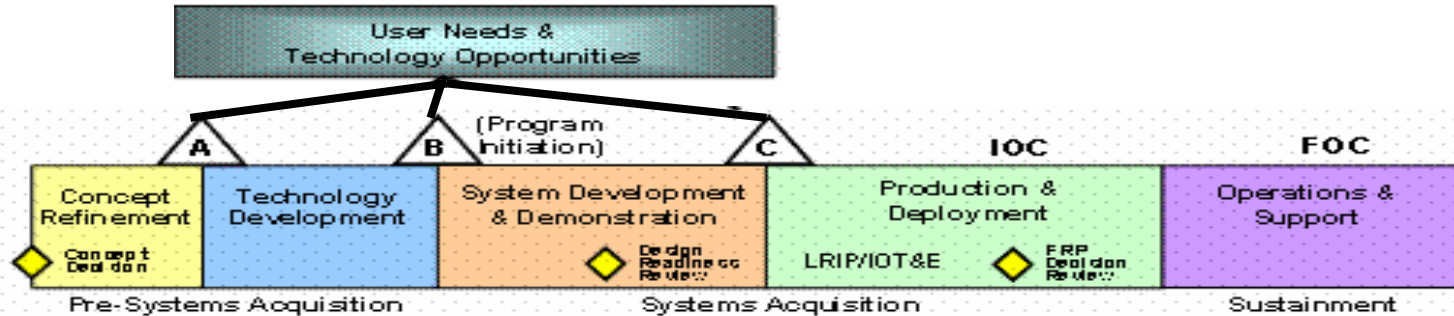 User Needs &
Technology Opportunities
(Program
Initiation)
A
B
C
IOC
FOC
Concept
Refinement
Technology
Development
System Development
& Demonstration
Production &
Deployment
Operations &
Support
Concept
Decision
Design
Readiness
Review
LRIP/IOT&E
FRP
Decision
Review
Pre-Systems Acquisition
Systems Acquisition
Sustainment